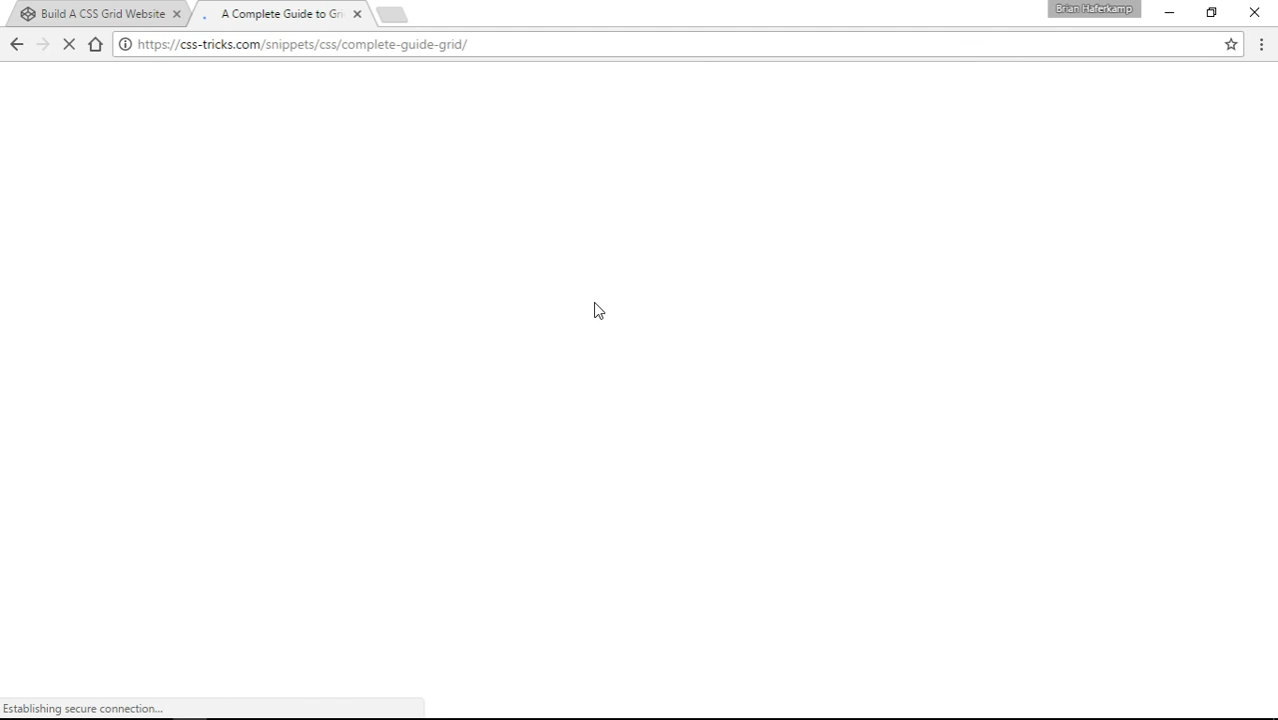 Build A CSS Grid Website
A Complete Guide to Gri
Brian Haferkamp
https://css-tricks.com/snippets/css/complete-guide-grid/
Establishing secure connection...